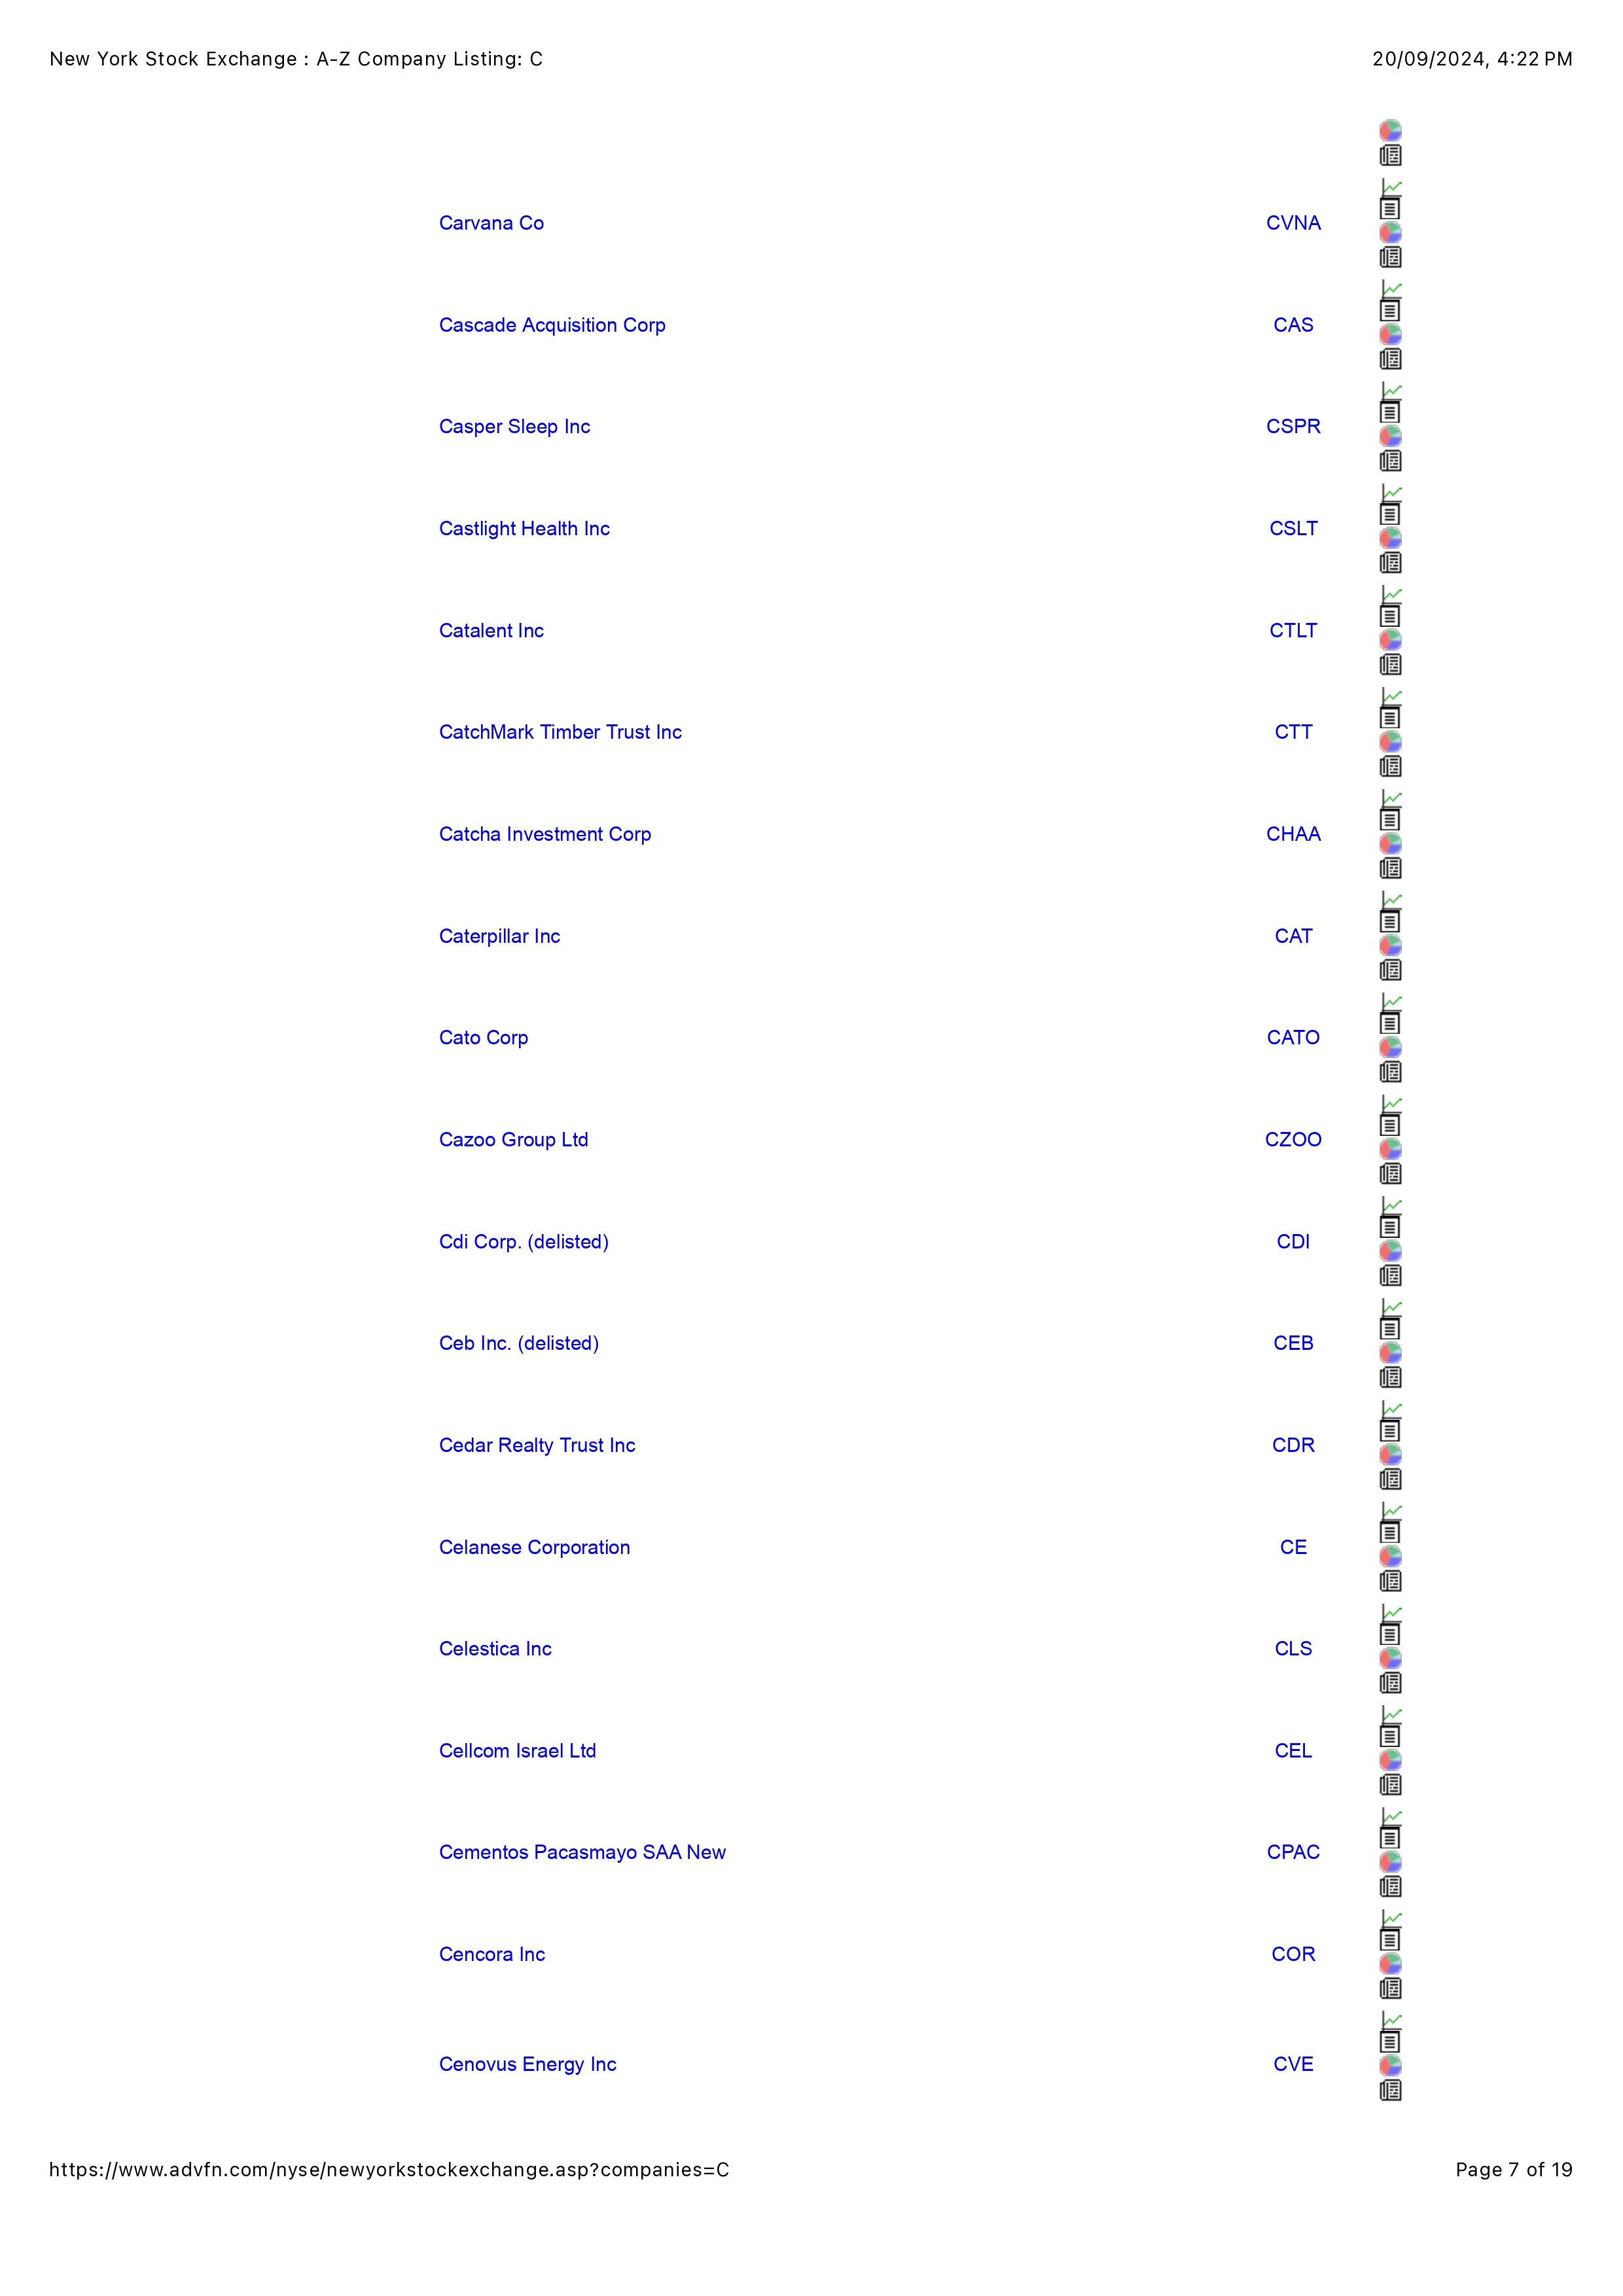 New York Stock Exchange : A-Z Company Listing: C 20/09/2024, 4:22 PM
Carvana Co CVNA
Cascade Acquisition Corp CAS
Casper Sleep Inc CSPR
Castlight Health Inc CSLT
Catalent Inc CTLT
CatchMark Timber Trust Inc CTT
Catcha Investment Corp CHAA
Caterpillar Inc CAT
Cato Corp CATO
Cazoo Group Ltd CZOO
Cdi Corp. (delisted) CDI
Ceb Inc. (delisted) CEB
Cedar Realty Trust Inc CDR
Celanese Corporation CE
Celestica Inc CLS
Cellcom Israel Ltd CEL
Cementos Pacasmayo SAA New CPAC
Cencora Inc COR
Cenovus Energy Inc CVE
https://www.advfn.com/nyse/newyorkstockexchange.asp?companies=C Page 7 of 19